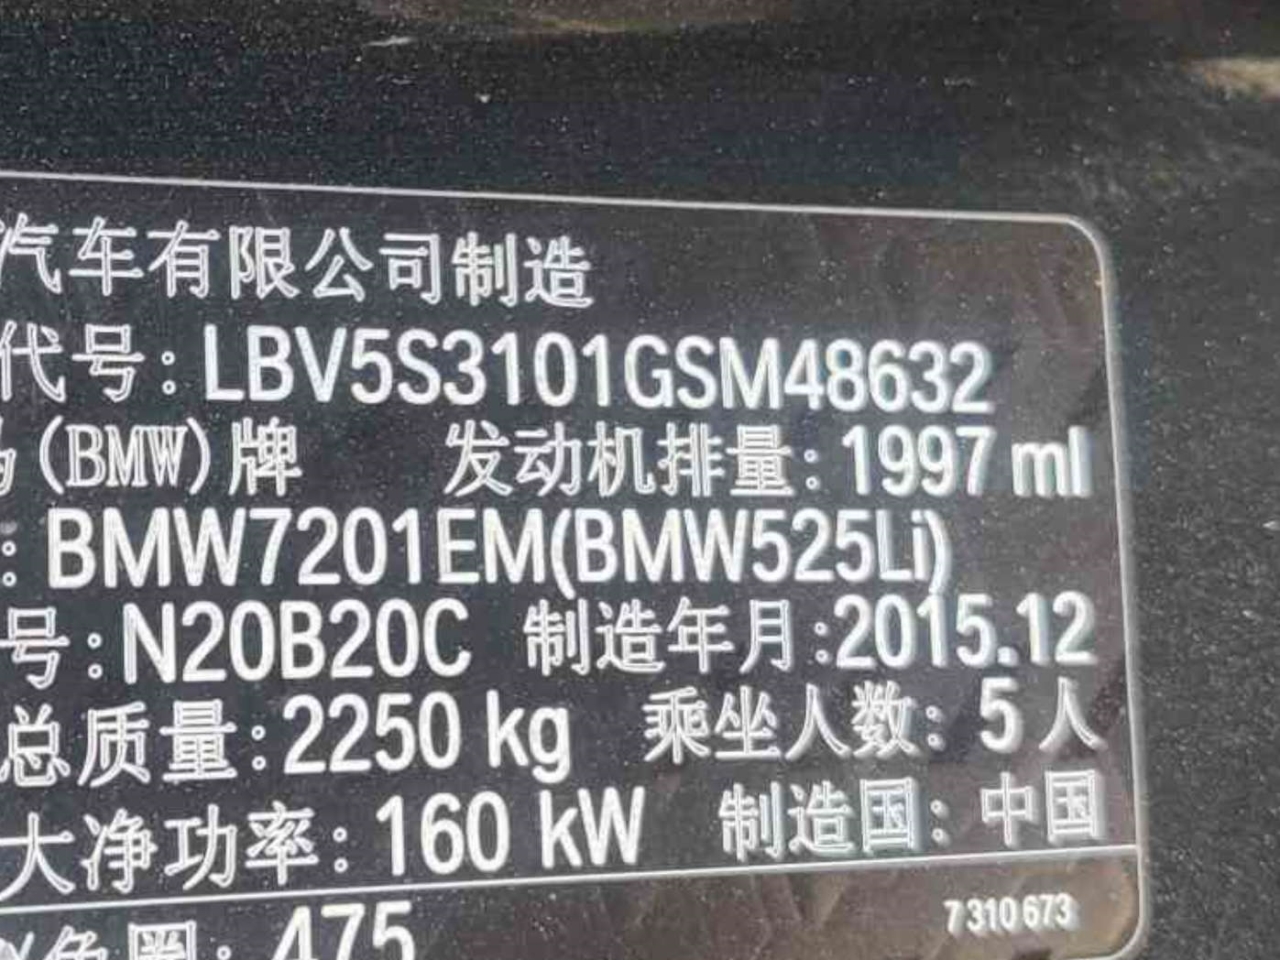 汽车有限公司制造
代号:LBV5S3101GSM48632
(BMW)牌 发动机排量:1997 ml
:BMW7201EM(BMW525Li)
号:N20B20C 制造年月:2015.12
总质量:2250 kg 乘坐人数: 5人
大净功率:160 kW 制造国: 中国
7310673
色圈: 475